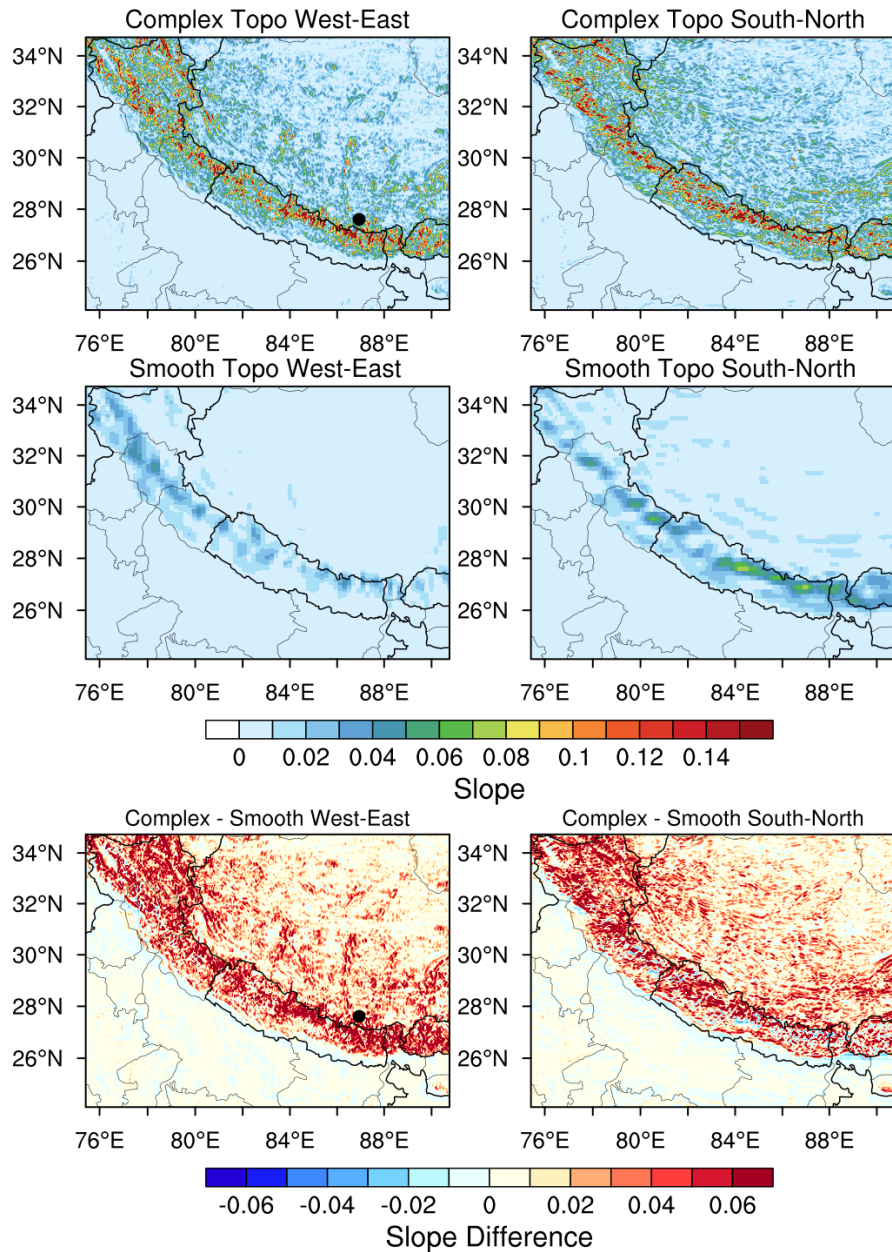 Complex Topo West-East
Complex Topo South-North
34°N
32°N
30°N
28°N
26°N
34°N
32°N
30°N
28°N
26°N
76°E 80°E 84°E 88°E
76°E 80°E 84°E 88°E
Smooth Topo West-East
Smooth Topo South-North
34°N
32°N
30°N
28°N
26°N
34°N
32°N
30°N
28°N
26°N
76°E 80°E 84°E 88°E
76°E 80°E 84°E 88°E
0 0.02 0.04 0.06 0.08 0.1 0.12 0.14
Slope
Complex - Smooth West-East
Complex - Smooth South-North
34°N
32°N
30°N
28°N
26°N
34°N
32°N
30°N
28°N
26°N
76°E 80°E 84°E 88°E
76°E 80°E 84°E 88°E
-0.06 -0.04 -0.02 0 0.02 0.04 0.06
Slope Difference